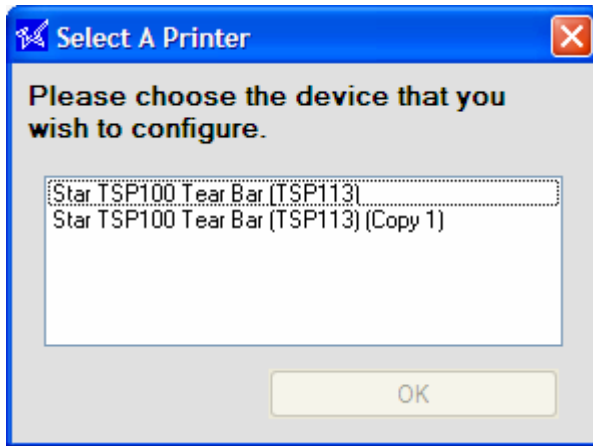 Select A Printer
Please choose the device that you
wish to configure.
Star TSP100 Tear Bar (TSP113)
Star TSP100 Tear Bar (TSP113) (Copy 1)
OK